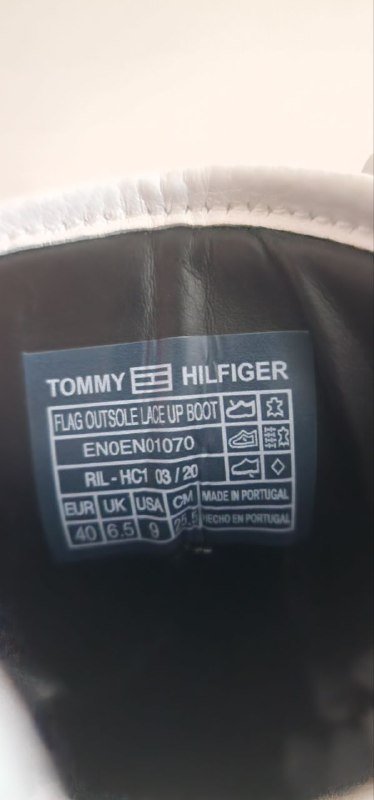 TOMMY HILFIGER
FLAG OUTSOLE LACE UP BOOT
EN0EN01070
RIL - HC1 03 / 20
EUR UK USA CM MADE IN PORTUGAL
40 6.5 9 25.5 HECHO EN PORTUGAL